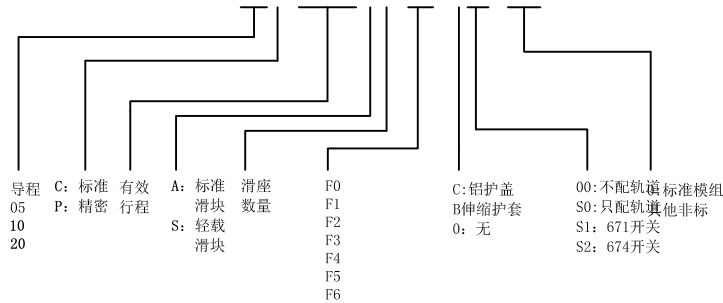 导程
05
10
20
C: 标准
P: 精密
有效
行程
A: 标准
滑块
S: 轻载
滑块
滑座
数量
F0
F1
F2
F3
F4
F5
F6
C:铝护盖
B伸缩护套
0: 无
00:不配轨道
S0:只配轨道
S1: 671开关
S2: 674开关
标准模组
其他非标